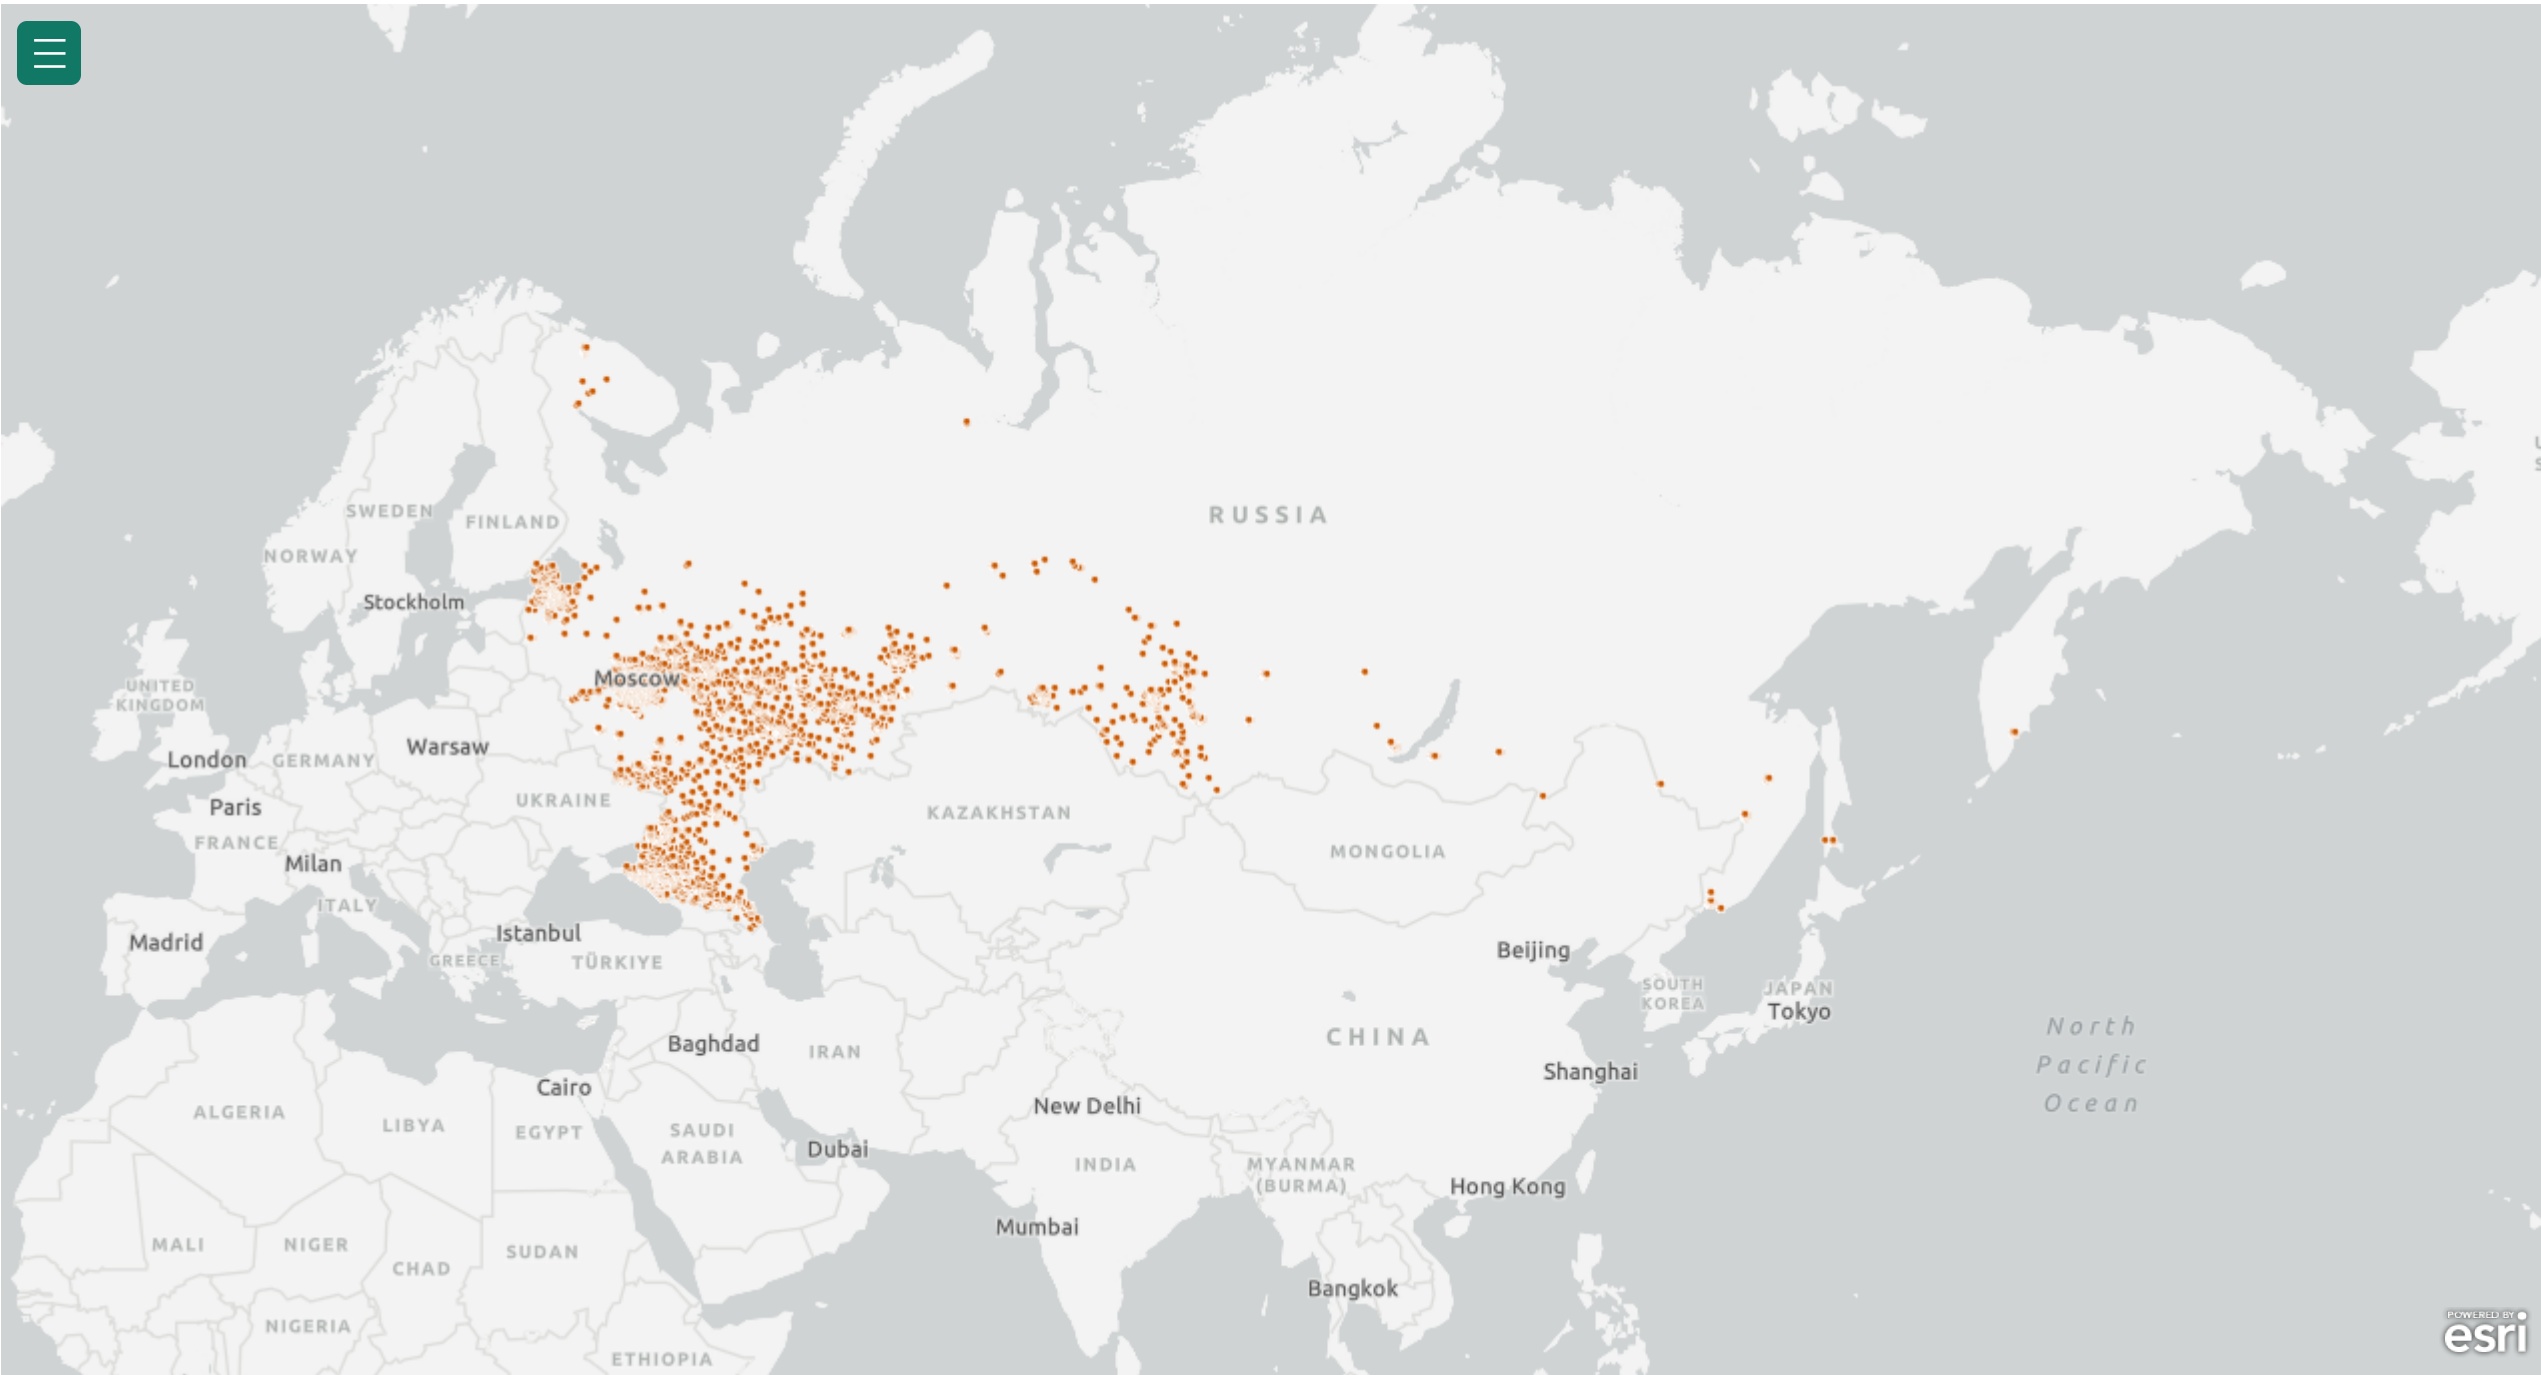 RUSSIA
SWEDEN
FINLAND
NORWAY
Stockholm
Moscow
UNITED
KINGDOM
London
GERMANY
Warsaw
UKRAINE
KAZAKHSTAN
Paris
FRANCE
Milan
MONGOLIA
ITALY
Istanbul
Madrid
GREECE
TÜRKIYE
Beijing
SOUTH
KOREA
JAPAN
Tokyo
North
Pacific
Ocean
CHINA
Baghdad
IRAN
Shanghai
Cairo
New Delhi
ALGERIA
LIBYA
EGYPT
SAUDI
ARABIA
Dubai
INDIA
MYANMAR
(BURMA)
Hong Kong
Mumbai
MALI
NIGER
CHAD
SUDAN
Bangkok
NIGERIA
ETHIOPIA
POWERED BY
esri